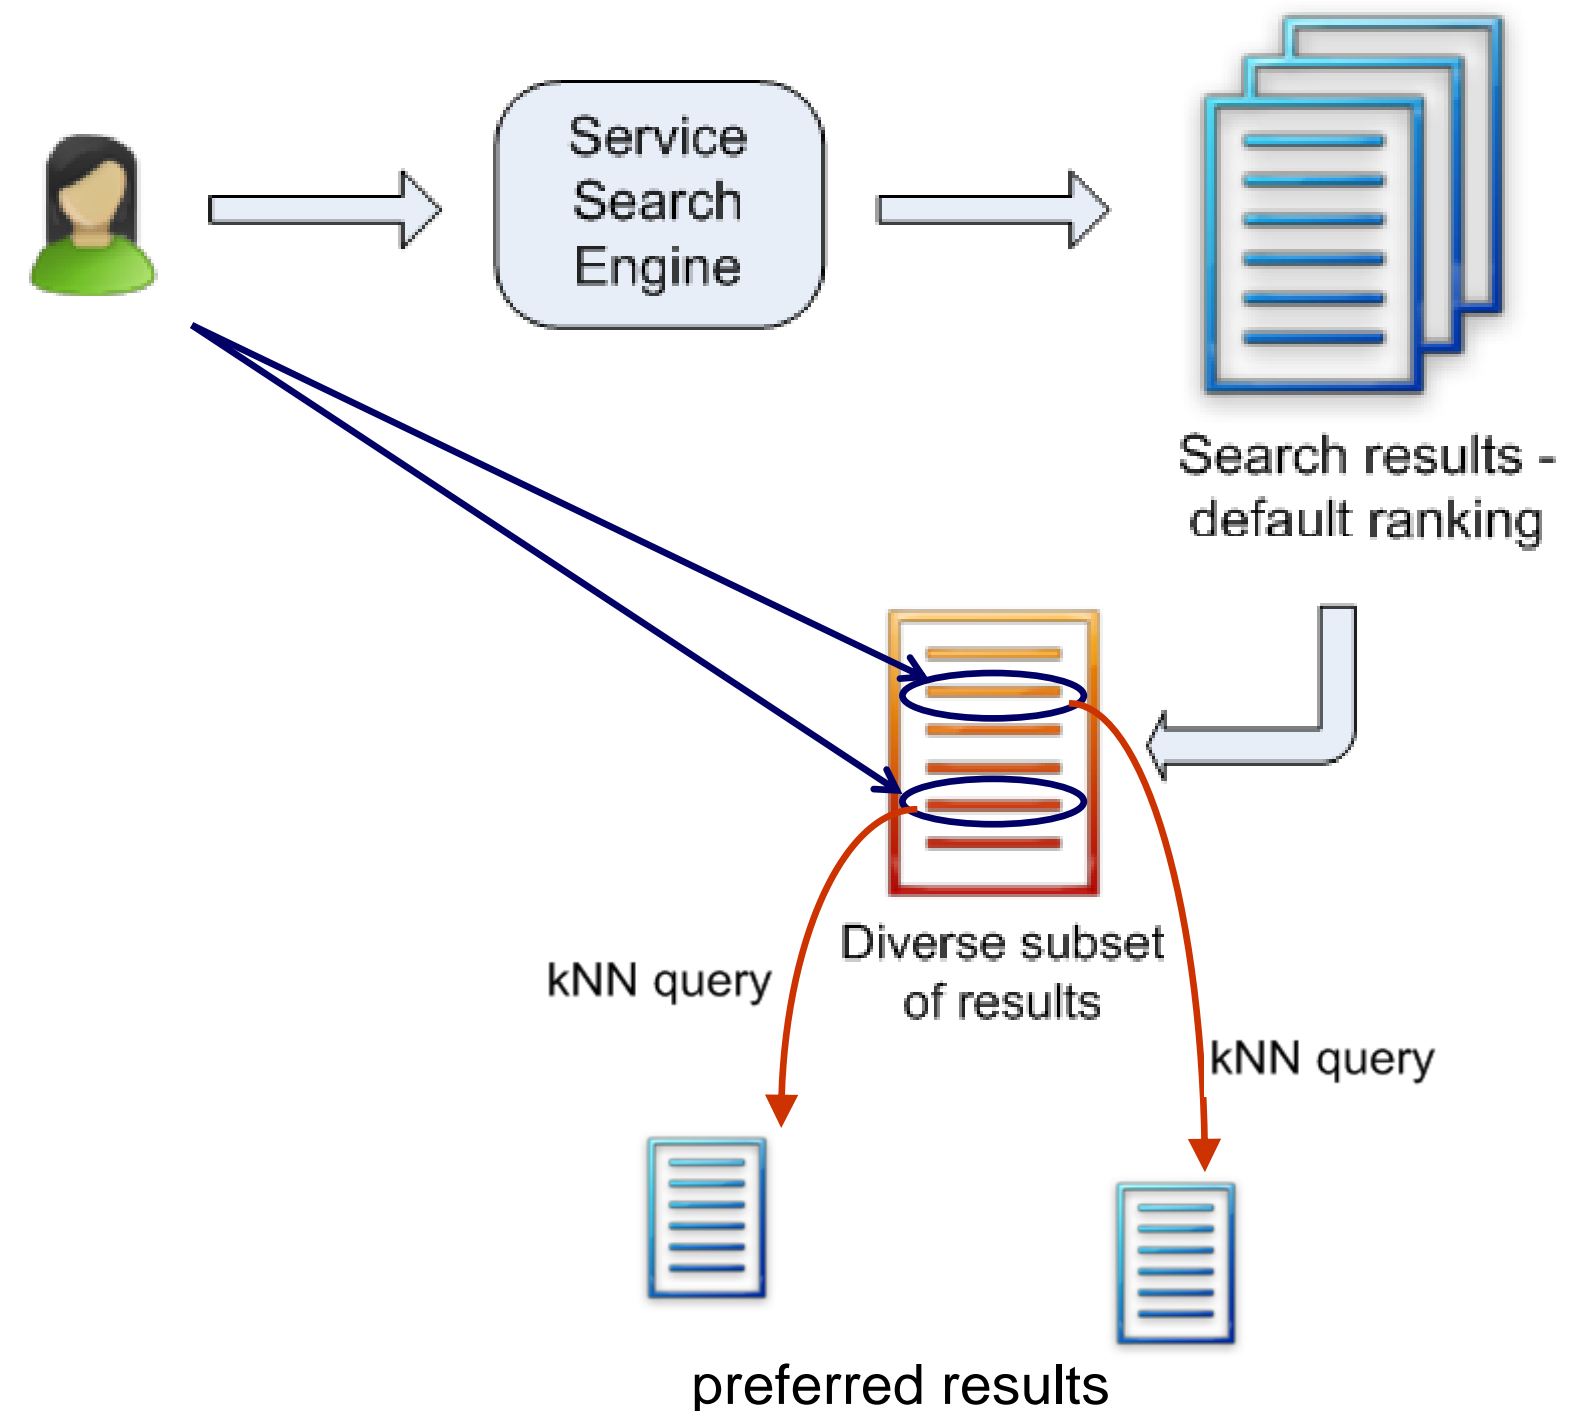 Service
Search
Engine
Search results -
default ranking
Diverse subset
of results
kNN query
kNN query
preferred results